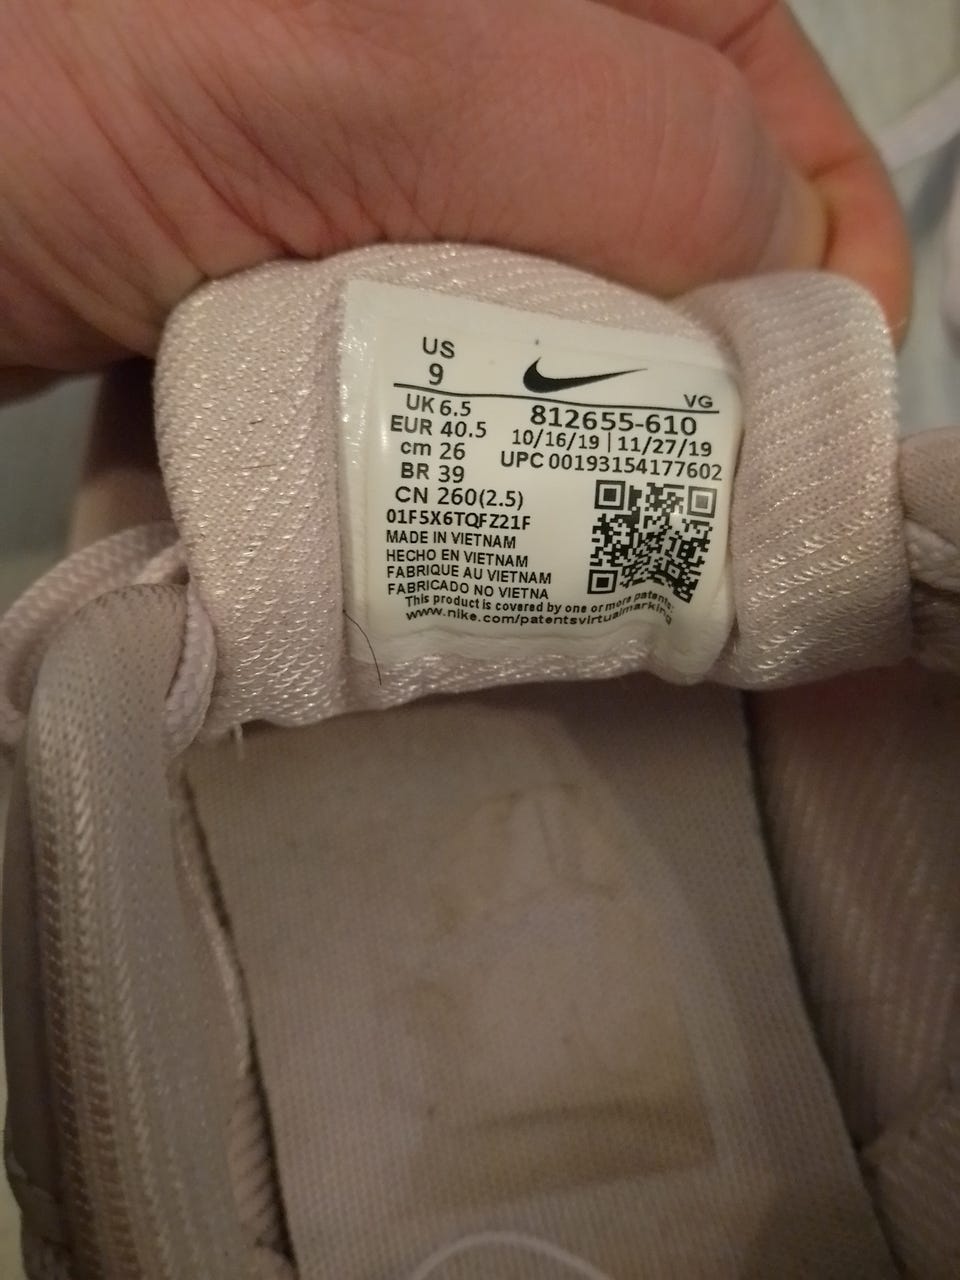 US
9
VG
UK 6.5
EUR 40.5
cm 26
BR 39
CN 260(2.5)
812655-610
10/16/19 | 11/27/19
UPC 00193154177602
01F5X6TQFZ21F
MADE IN VIETNAM
HECHO EN VIETNAM
FABRIQUE AU VIETNAM
FABRICADO NO VIETNA
This product is covered by one or more patents:
www.nike.com/patentsvirtualmarking